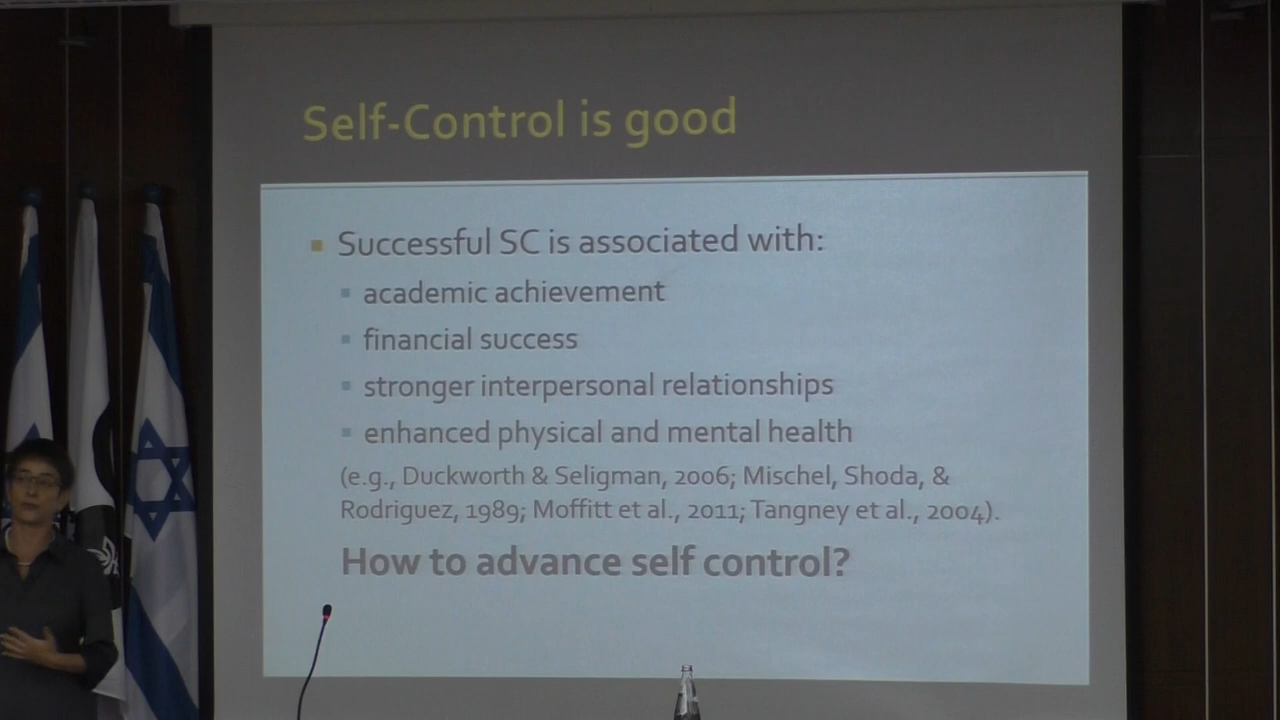 Self-Control is good
Successful SC is associated with:
academic achievement
financial success
stronger interpersonal relationships
enhanced physical and mental health
(e.g., Duckworth & Seligman, 2006; Mischel, Shoda, &
Rodriguez, 1989; Moffitt et al., 2011; Tangney et al., 2004).
How to advance self control?